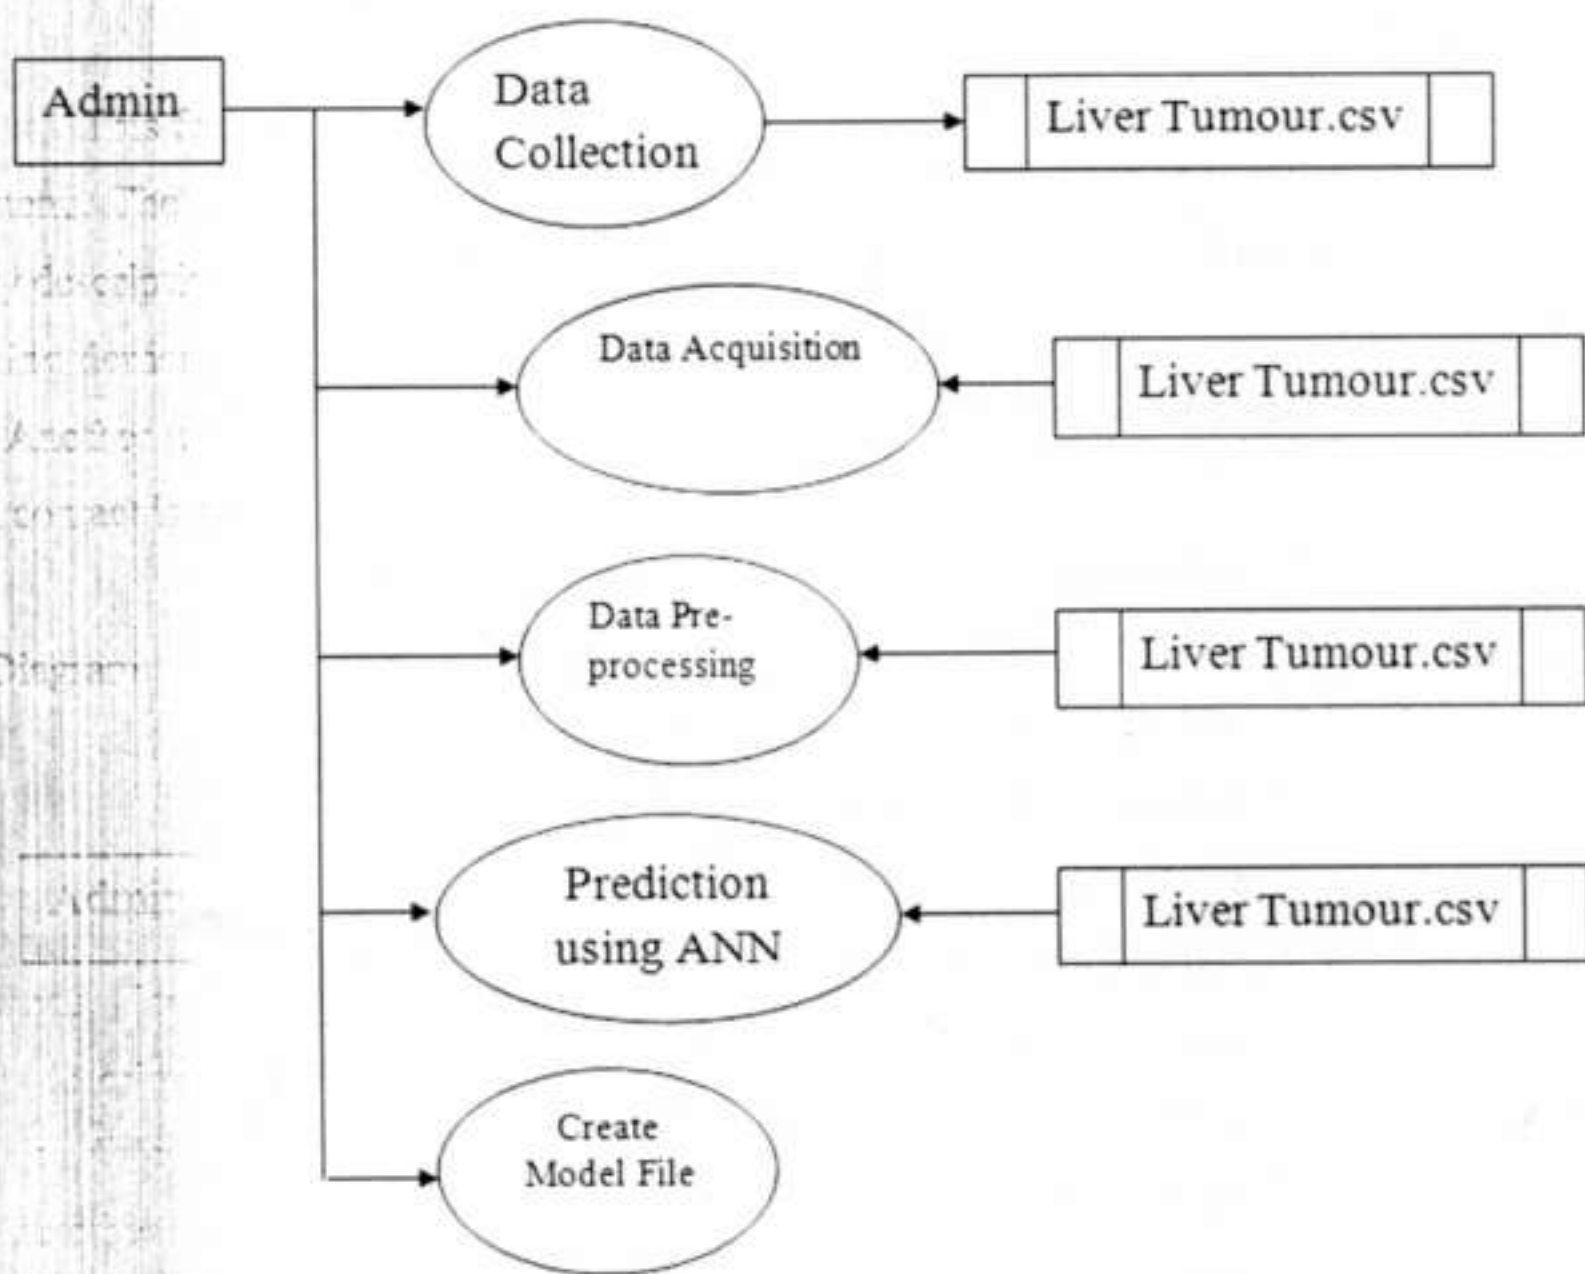 Admin
Data
Collection
Liver Tumour.csv
Data Acquisition
Liver Tumour.csv
Data Pre-
processing
Liver Tumour.csv
Prediction
using ANN
Liver Tumour.csv
Create
Model File